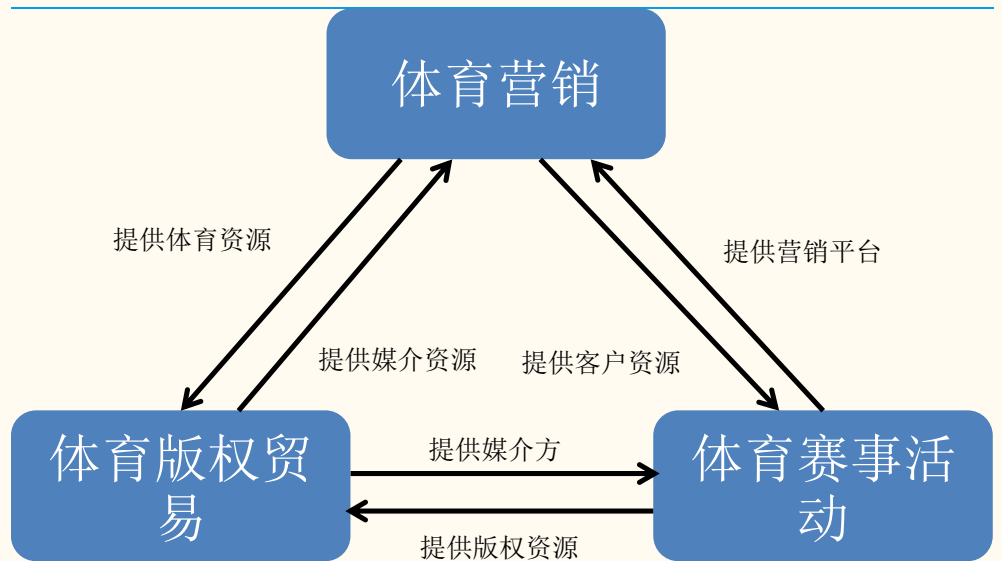 体育营销
提供体育资源
提供营销平台
提供媒介资源
提供客户资源
体育版权贸
易
提供媒介方
体育赛事活
动
提供版权资源